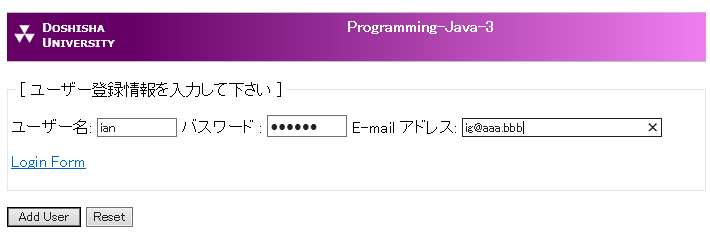 DOSHISHA
UNIVERSITY
Programming-Java-3
[ ユーザー登録情報を入力して下さい ]
ユーザー名: ian パスワード : ●●●●●● E-mail アドレス: ig@aaa.bbb ×
Login Form
Add User Reset